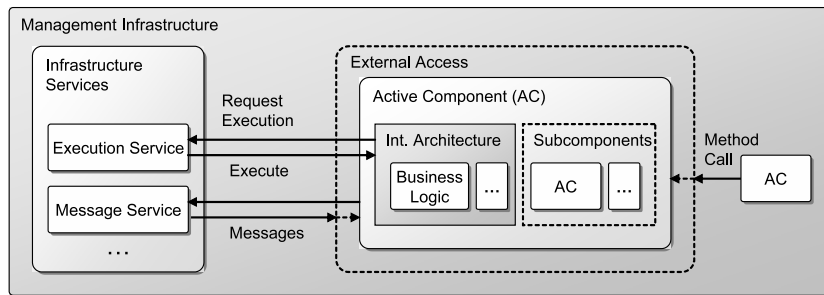 Management Infrastructure
Infrastructure
Services
Execution Service
Message Service
...
Request
Execution
Execute
Messages
External Access
Active Component (AC)
Int. Architecture
Business
Logic
...
Subcomponents
AC
...
Method
Call
AC